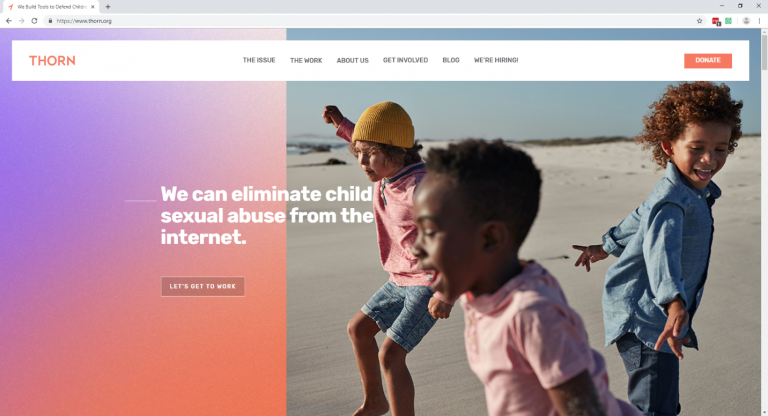 We Build Tools to Defend Children
https://www.thorn.org
THORN
THE ISSUE THE WORK ABOUT US GET INVOLVED BLOG WE'RE HIRING! DONATE
We can eliminate child
sexual abuse from the
internet.
LET'S GET TO WORK